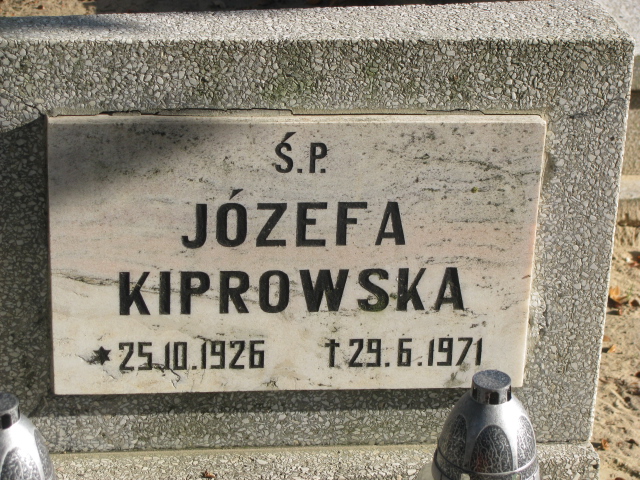 Ś.P.
JÓZEFA
KIPROWSKA
*25.10.1926 †29.6.1971